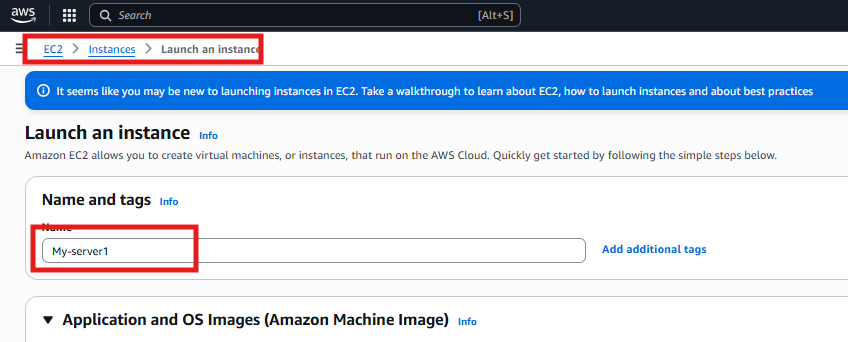 aws Search [Alt+S]
EC2 > Instances > Launch an instance
It seems like you may be new to launching instances in EC2. Take a walkthrough to learn about EC2, how to launch instances and about best practices
Launch an instance Info
Amazon EC2 allows you to create virtual machines, or instances, that run on the AWS Cloud. Quickly get started by following the simple steps below.
Name and tags Info
Name
My-server1 Add additional tags
Application and OS Images (Amazon Machine Image) Info